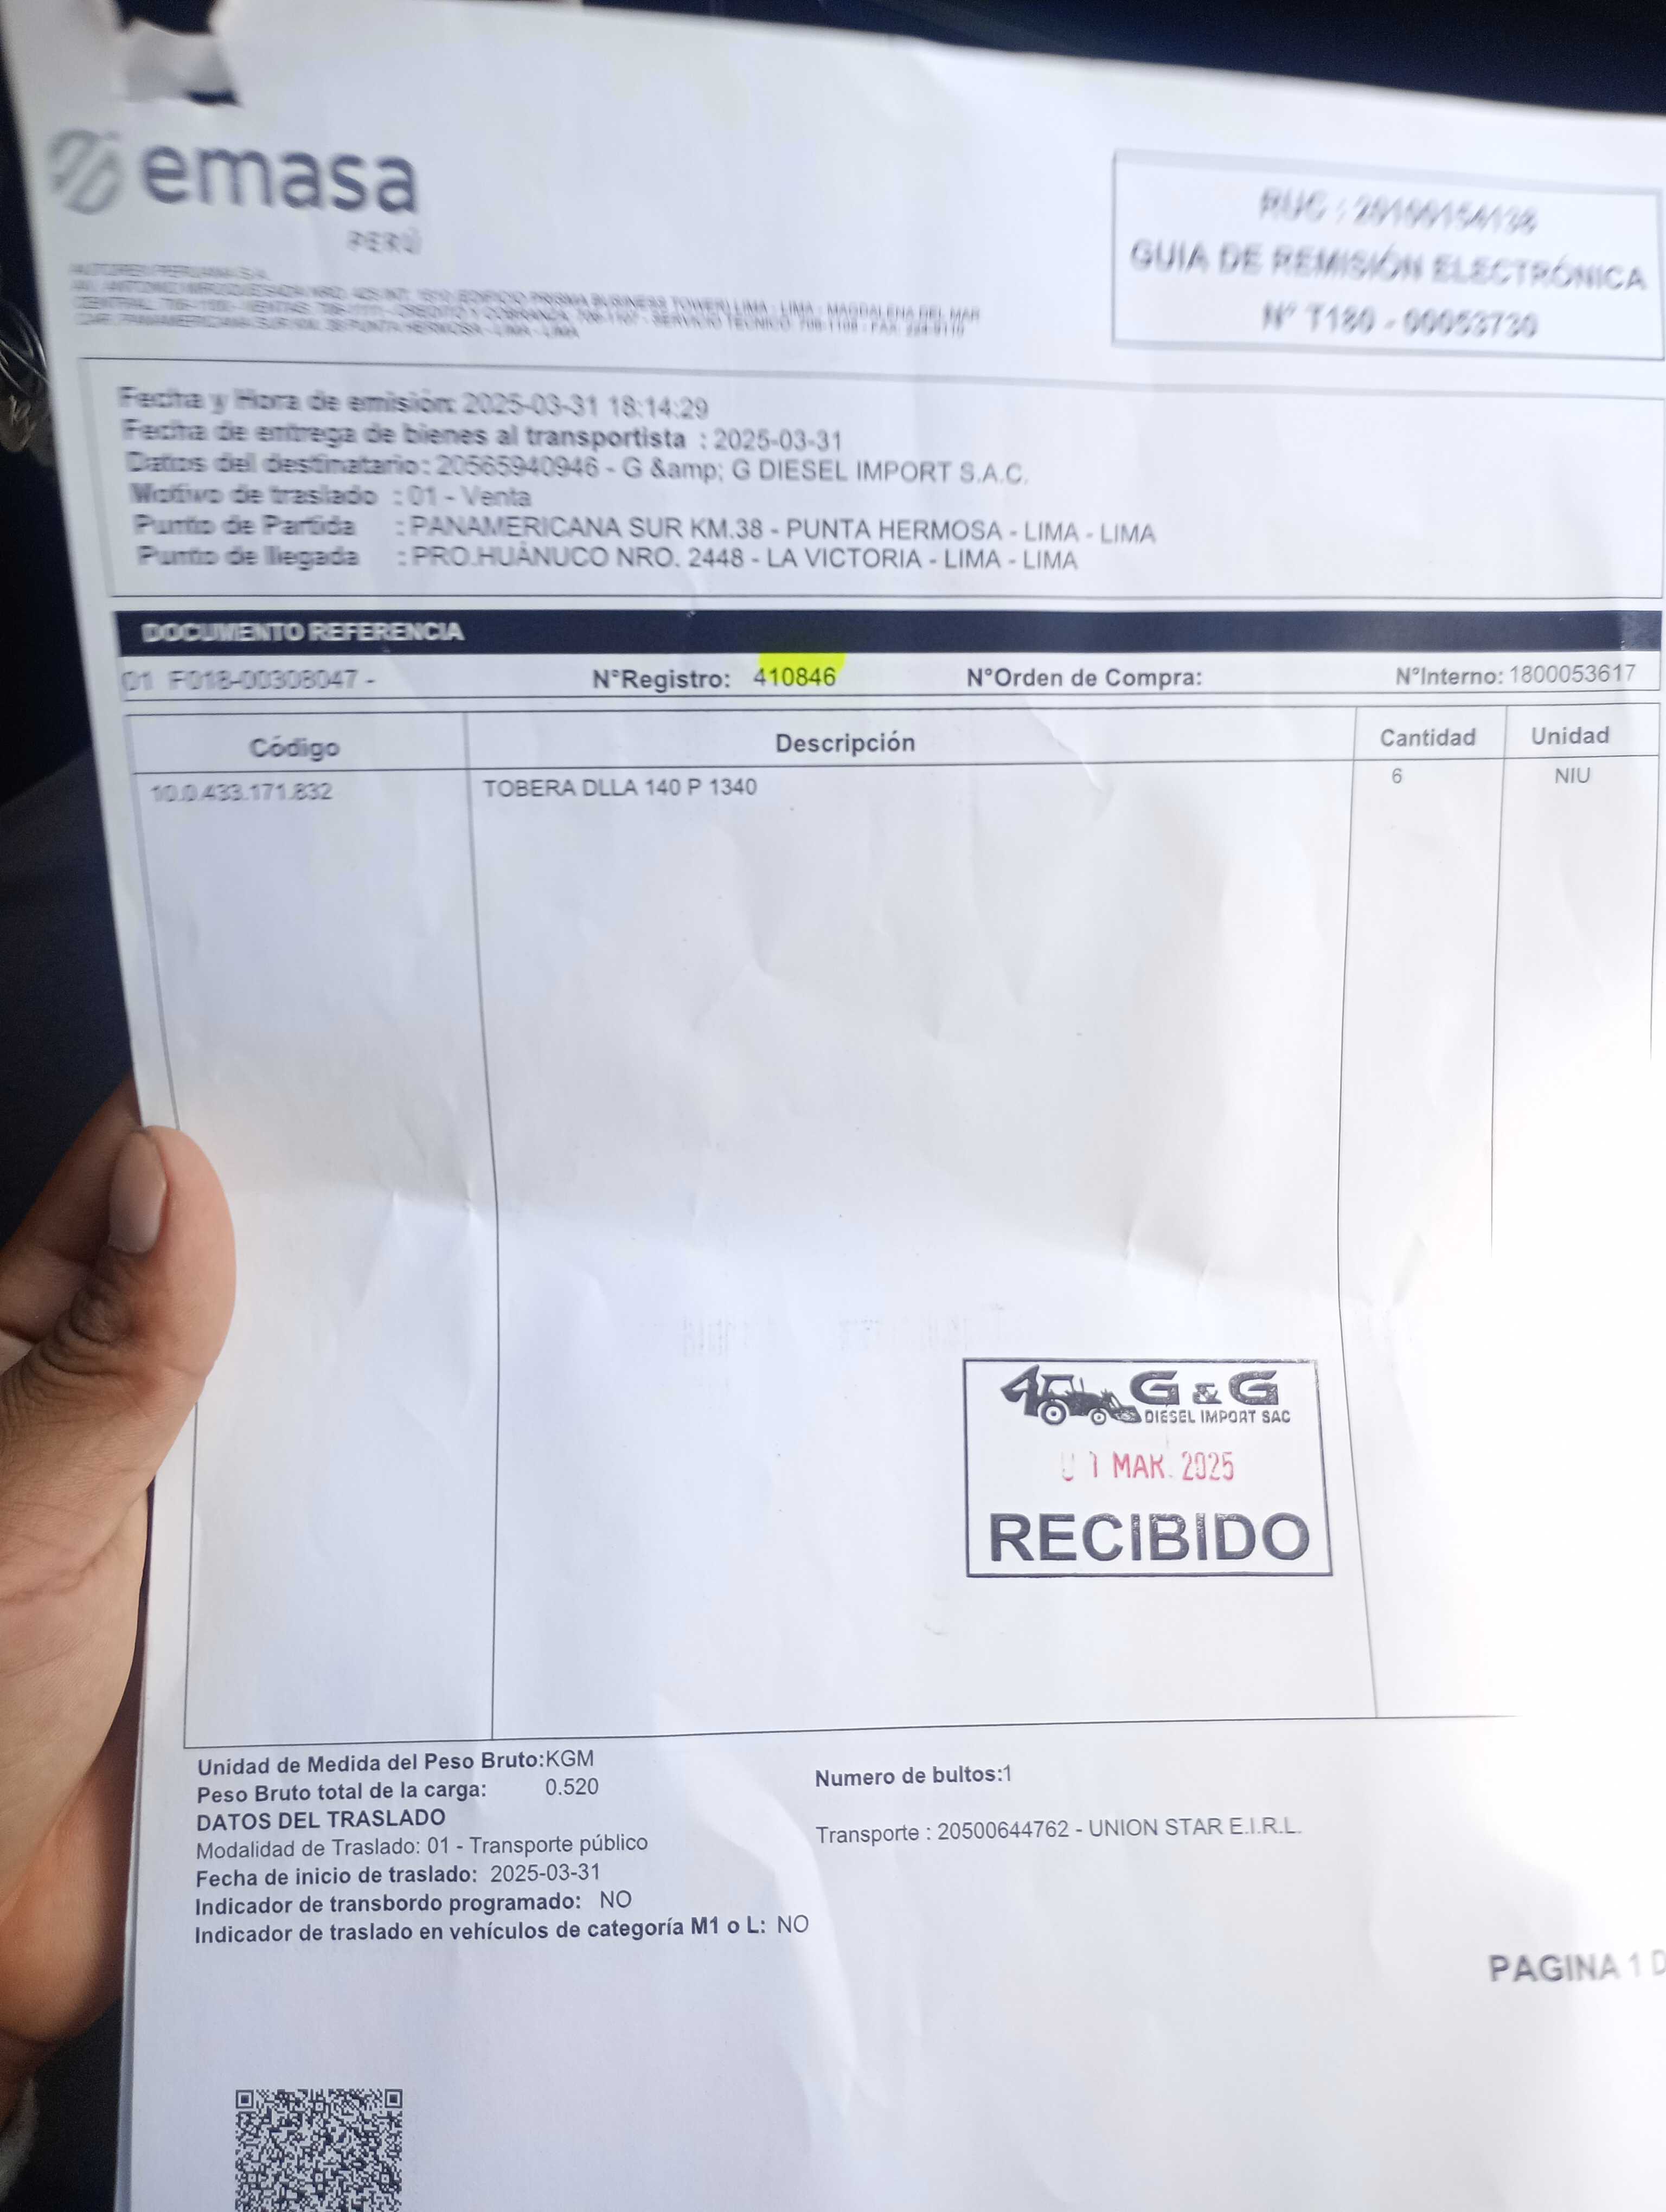 emasa
PERÚ
AUTOREX PERUANA S.A.
RUC : 20100154138
GUIA DE REMISIÓN ELECTRÓNICA
N° T180 - 00053730
Fecha y Hora de emisión: 2025-03-31 18:14:29
Fecha de entrega de bienes al transportista : 2025-03-31
Datos del destinatario: 20565940946 - G &amp; G DIESEL IMPORT S.A.C.
Motivo de traslado : 01 - Venta
Punto de Partida : PANAMERICANA SUR KM.38 - PUNTA HERMOSA - LIMA - LIMA
Punto de llegada : PRO.HUÁNUCO NRO. 2448 - LA VICTORIA - LIMA - LIMA
DOCUMENTO REFERENCIA
01 F018-00308047 - N°Registro: 410846 N°Orden de Compra: N°Interno: 1800053617
Código Descripción Cantidad Unidad
10.0.433.171.832 TOBERA DLLA 140 P 1340 6 NIU
G & G
DIESEL IMPORT SAC
1 MAR. 2025
RECIBIDO
Unidad de Medida del Peso Bruto:KGM
Peso Bruto total de la carga: 0.520 Numero de bultos:1
DATOS DEL TRASLADO
Modalidad de Traslado: 01 - Transporte público Transporte : 20500644762 - UNION STAR E.I.R.L.
Fecha de inicio de traslado: 2025-03-31
Indicador de transbordo programado: NO
Indicador de traslado en vehículos de categoría M1 o L: NO
PAGINA 1 D